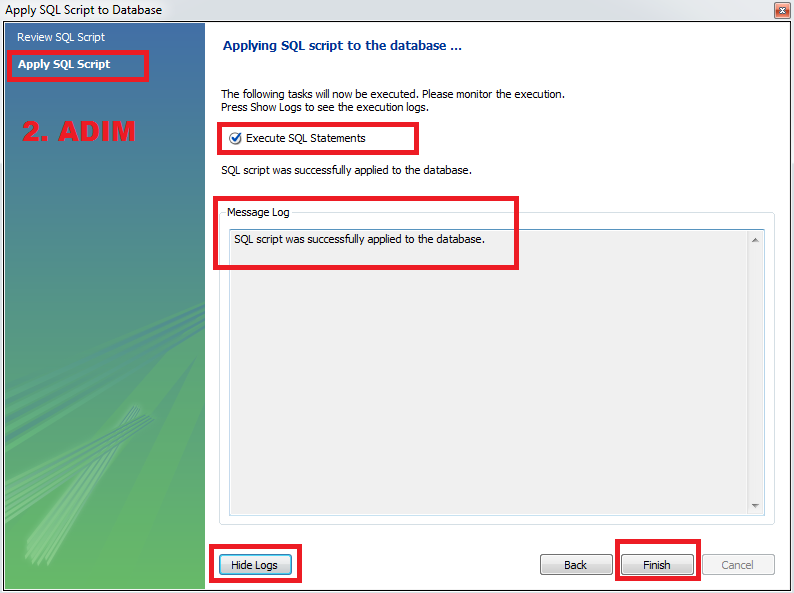 Apply SQL Script to Database
Review SQL Script
Apply SQL Script
2. ADIM
Applying SQL script to the database ...
The following tasks will now be executed. Please monitor the execution.
Press Show Logs to see the execution logs.
Execute SQL Statements
SQL script was successfully applied to the database.
Message Log
SQL script was successfully applied to the database.
Hide Logs
Back
Finish
Cancel